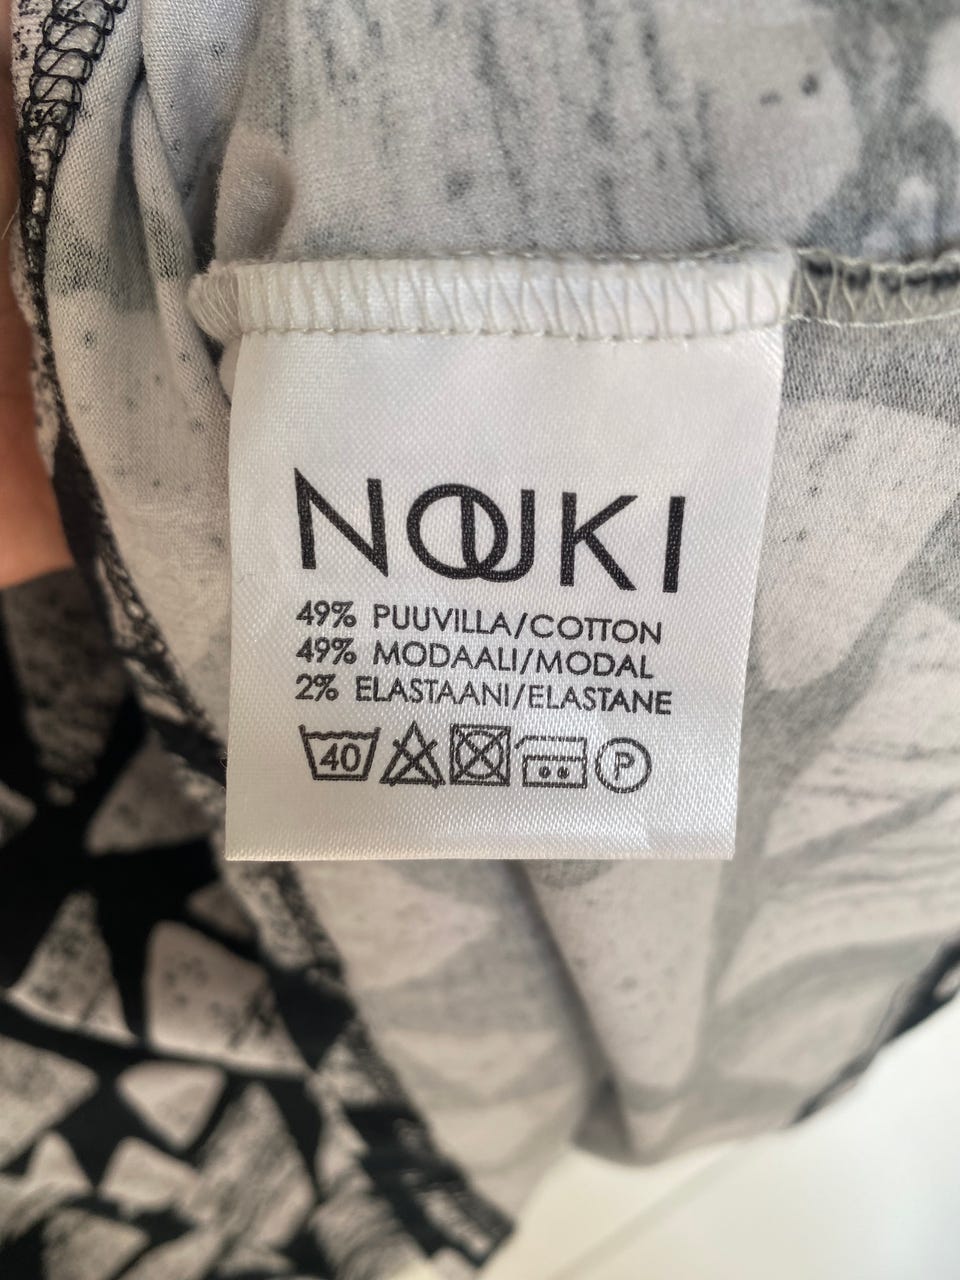 NOUKI
49% PUUVILLA/COTTON
49% MODAALI/MODAL
2% ELASTAANI/ELASTANE
40 P